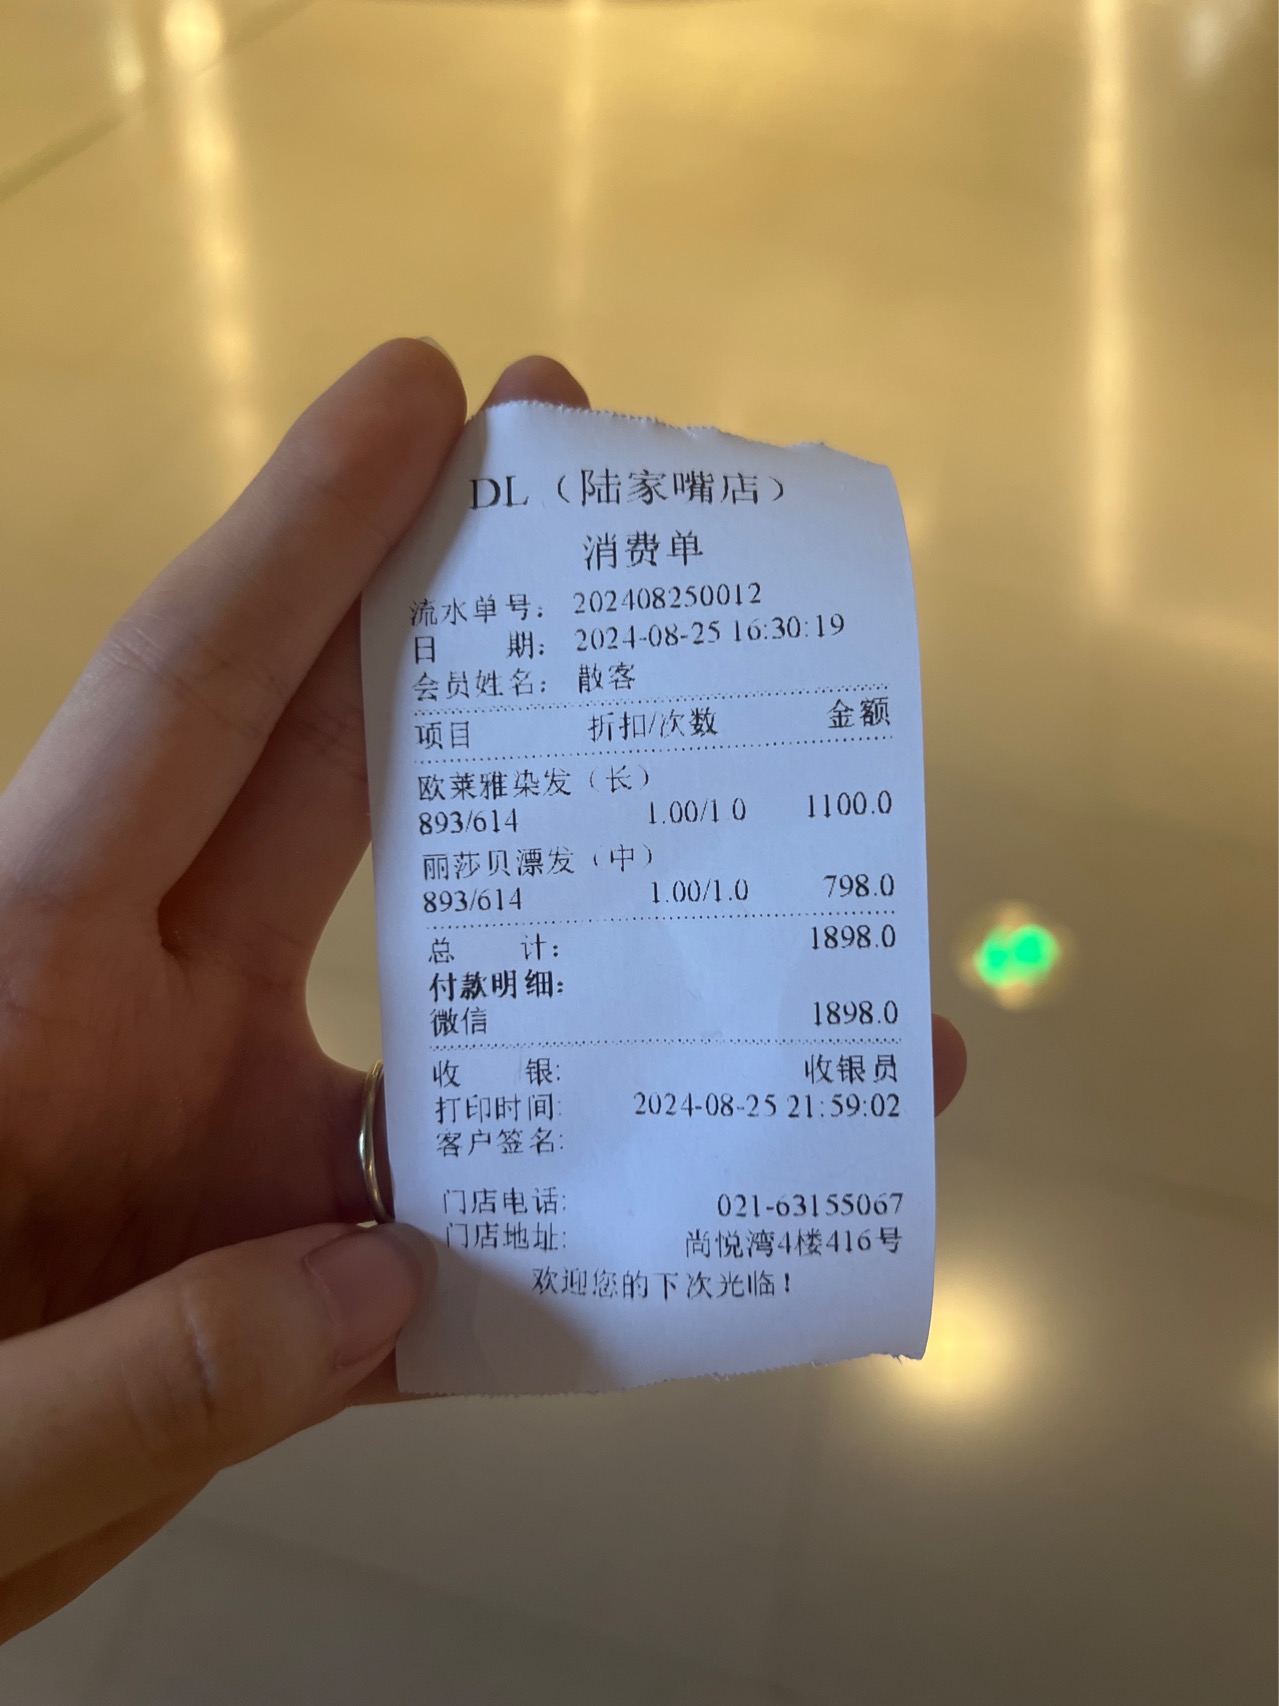 DL（陆家嘴店）
消费单
流水单号： 202408250012
日 期： 2024-08-25 16:30:19
会员姓名： 散客
项目 折扣/次数 金额
欧莱雅染发（长）
893/614 1.00/1 0 1100.0
丽莎贝漂发（中）
893/614 1.00/1.0 798.0
总 计： 1898.0
付款明细：
微信 1898.0
收 银: 收银员
打印时间: 2024-08-25 21:59:02
客户签名:
门店电话: 021-63155067
门店地址: 尚悦湾4楼416号
欢迎您的下次光临！